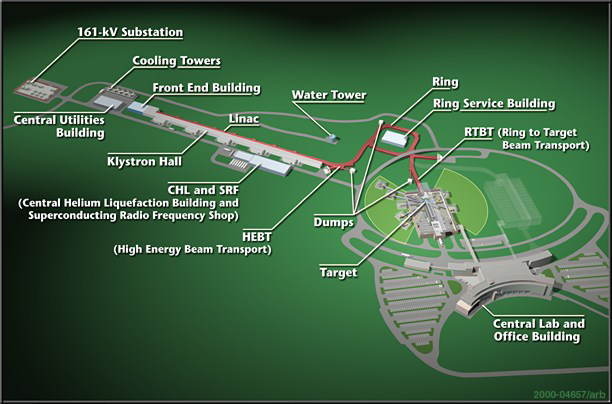 161-kV Substation
Cooling Towers
Front End Building
Water Tower
Ring
Ring Service Building
Central Utilities
Building
Linac
RTBT (Ring to Target
Beam Transport)
Klystron Hall
CHL and SRF
(Central Helium Liquefaction Building and
Superconducting Radio Frequency Shop)
HEBT
(High Energy Beam Transport)
Dumps
Target
Central Lab and
Office Building
2000-04657/arb